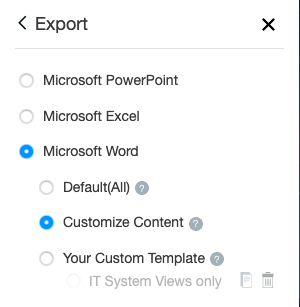 Export
Microsoft PowerPoint
Microsoft Excel
Microsoft Word
Default(All) ?
Customize Content ?
Your Custom Template ?
IT System Views only